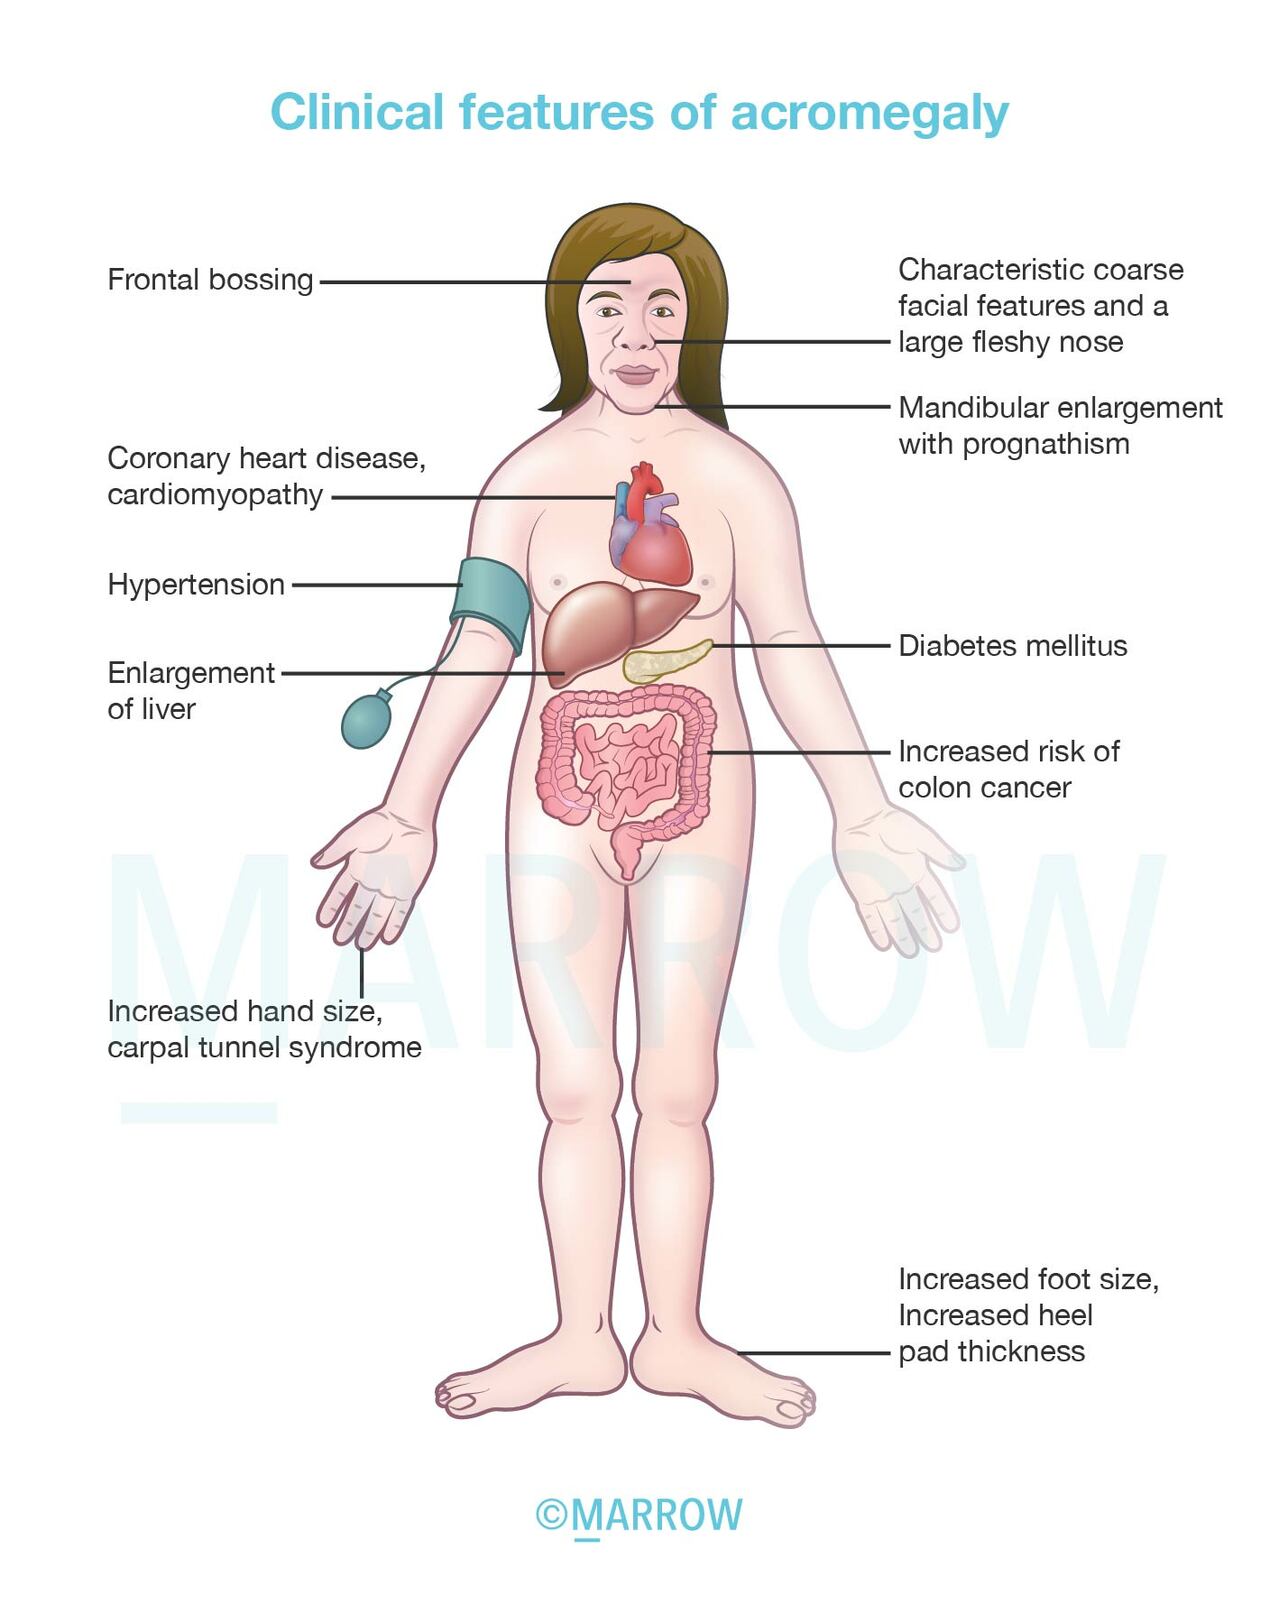 Clinical features of acromegaly
Frontal bossing
Characteristic coarse
facial features and a
large fleshy nose
Mandibular enlargement
with prognathism
Coronary heart disease,
cardiomyopathy
Hypertension
Diabetes mellitus
Enlargement
of liver
Increased risk of
colon cancer
MARROW
Increased hand size,
carpal tunnel syndrome
Increased foot size,
Increased heel
pad thickness
©MARROW